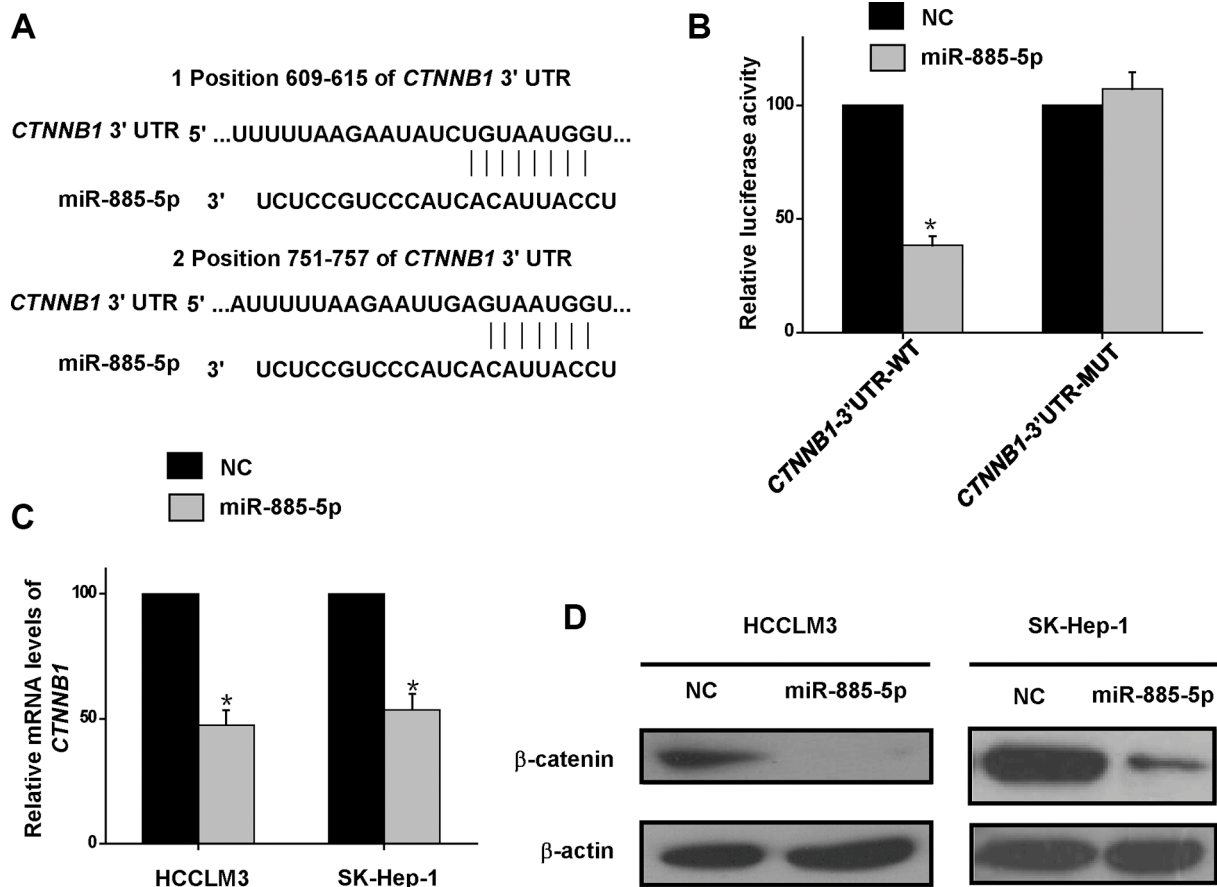 A
1 Position 609-615 of CTNNB1 3' UTR
CTNNB1 3' UTR 5' ...UUUUUAAGAAUAUCUGUAAUGGU...
miR-885-5p 3' UCUCCGUCCCAUCACAUUACCU
2 Position 751-757 of CTNNB1 3' UTR
CTNNB1 3' UTR 5' ...AUUUUUAAGAAUUGAGUAAUGGU...
miR-885-5p 3' UCUCCGUCCCAUCACAUUACCU
B
NC
miR-885-5p
Relative luciferase acivity
100
50
0
*
CTNNB1-3'UTR-WT
CTNNB1-3'UTR-MUT
C
NC
miR-885-5p
Relative mRNA levels of
CTNNB1
100
50
0
*
*
HCCLM3
SK-Hep-1
D
HCCLM3
SK-Hep-1
NC
miR-885-5p
NC
miR-885-5p
β-catenin
β-actin